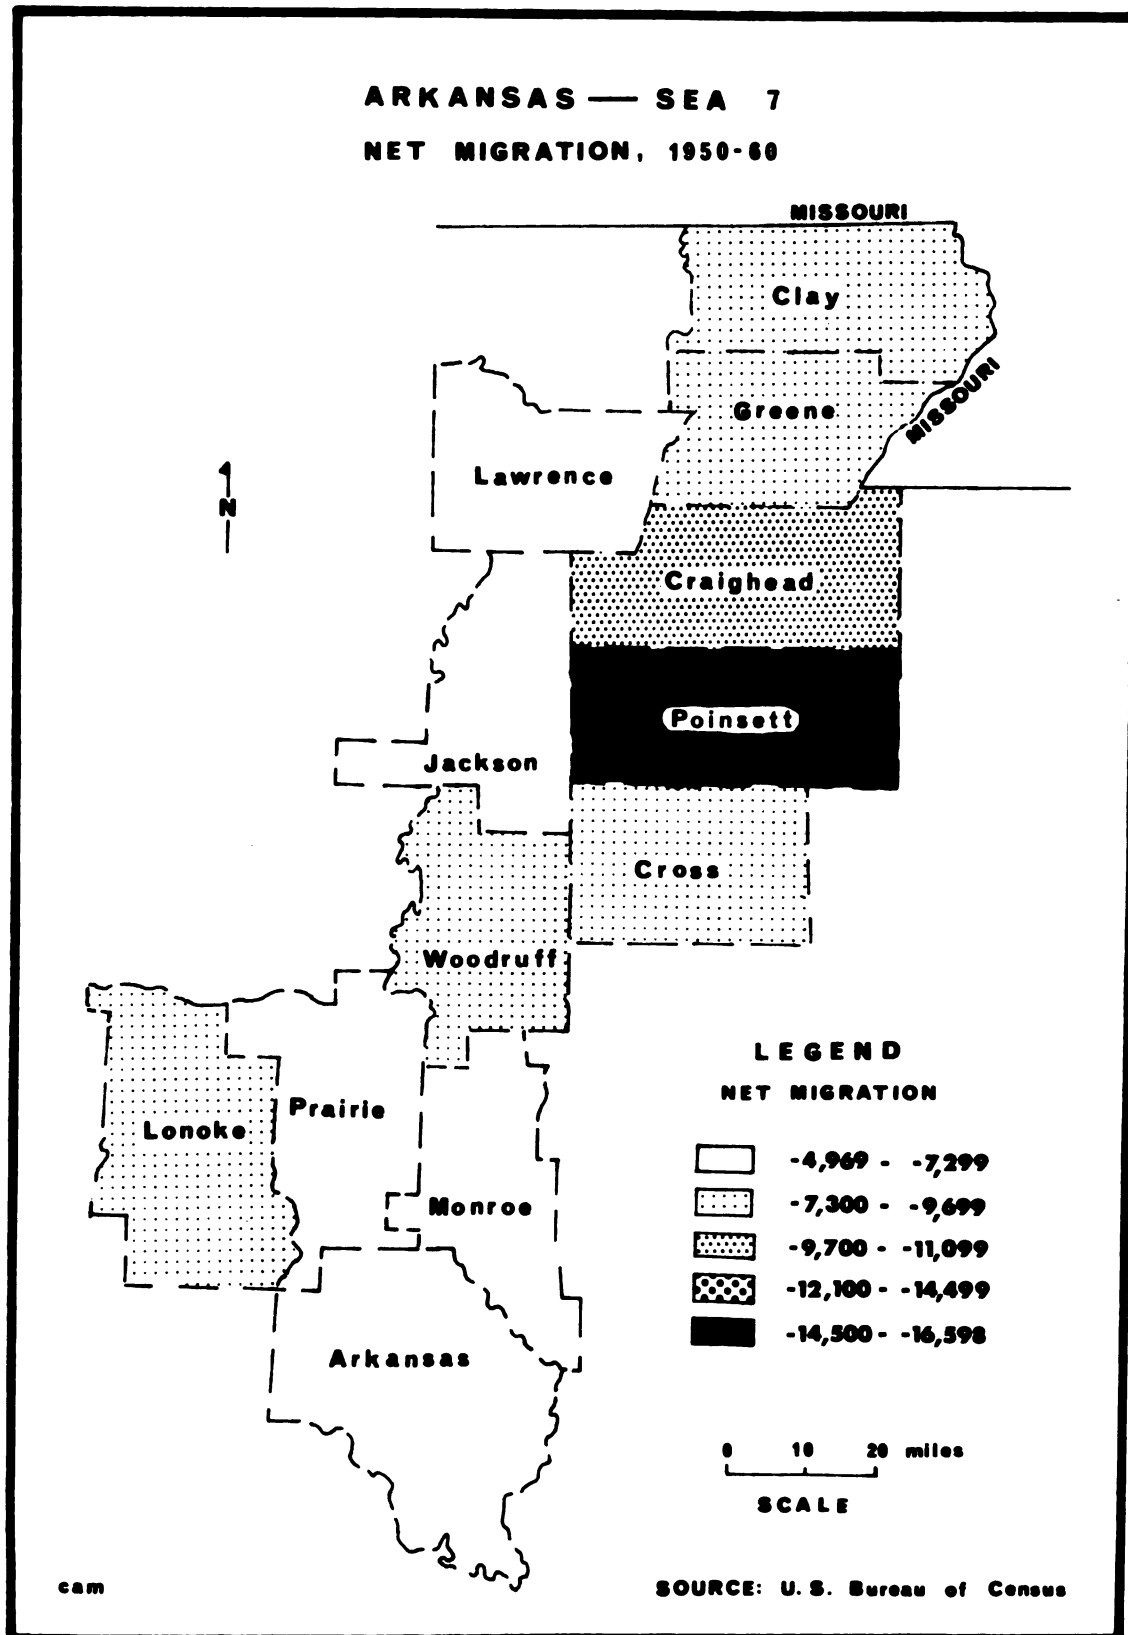 ARKANSAS — SEA 7
NET MIGRATION, 1950-60
MISSOURI
Clay
MISSOURI
Greene
Lawrence
N
Craighead
Poinsett
Jackson
Cross
Woodruff
Prairie
Lonoke
Monroe
Arkansas
LEGEND
NET MIGRATION
-4,969 - -7,299
-7,300 - -9,699
-9,700 - -11,099
-12,100 - -14,499
-14,500 - -16,598
0 10 20 miles
SCALE
cam
SOURCE: U.S. Bureau of Census